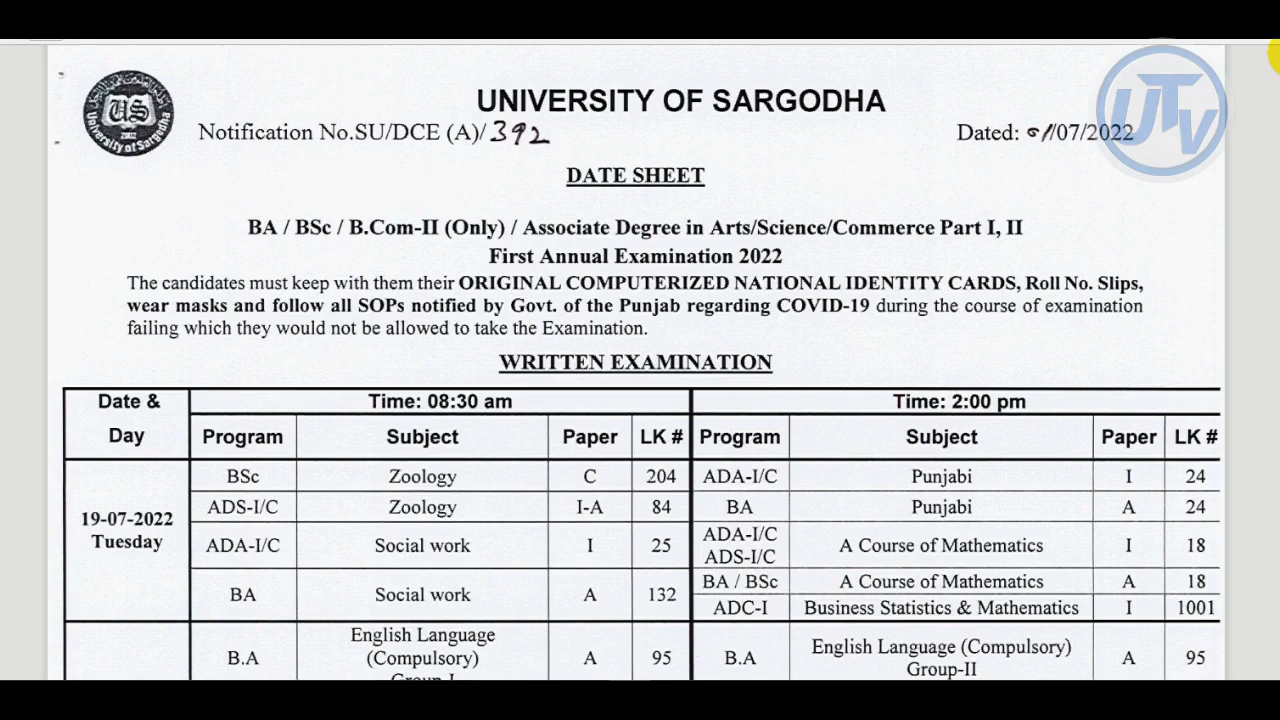 UNIVERSITY OF SARGODHA
Notification No.SU/DCE (A)/392
Dated: 01/07/2022
UTV
US
University of Sargodha
DATE SHEET
BA / BSc / B.Com-II (Only) / Associate Degree in Arts/Science/Commerce Part I, II
First Annual Examination 2022
The candidates must keep with them their ORIGINAL COMPUTERIZED NATIONAL IDENTITY CARDS, Roll No. Slips,
wear masks and follow all SOPs notified by Govt. of the Punjab regarding COVID-19 during the course of examination
failing which they would not be allowed to take the Examination.
WRITTEN EXAMINATION
Date & Time: 08:30 am Time: 2:00 pm
Day Program Subject Paper LK # Program Subject Paper LK #
19-07-2022 Tuesday
BSc Zoology C 204 ADA-I/C Punjabi I 24
ADS-I/C Zoology I-A 84 BA Punjabi A 24
ADA-I/C Social work I 25 ADA-I/C ADS-I/C A Course of Mathematics I 18
BA Social work A 132 BA / BSc A Course of Mathematics A 18
ADC-I Business Statistics & Mathematics I 1001
B.A English Language (Compulsory) Group-I A 95 B.A English Language (Compulsory) Group-II A 95